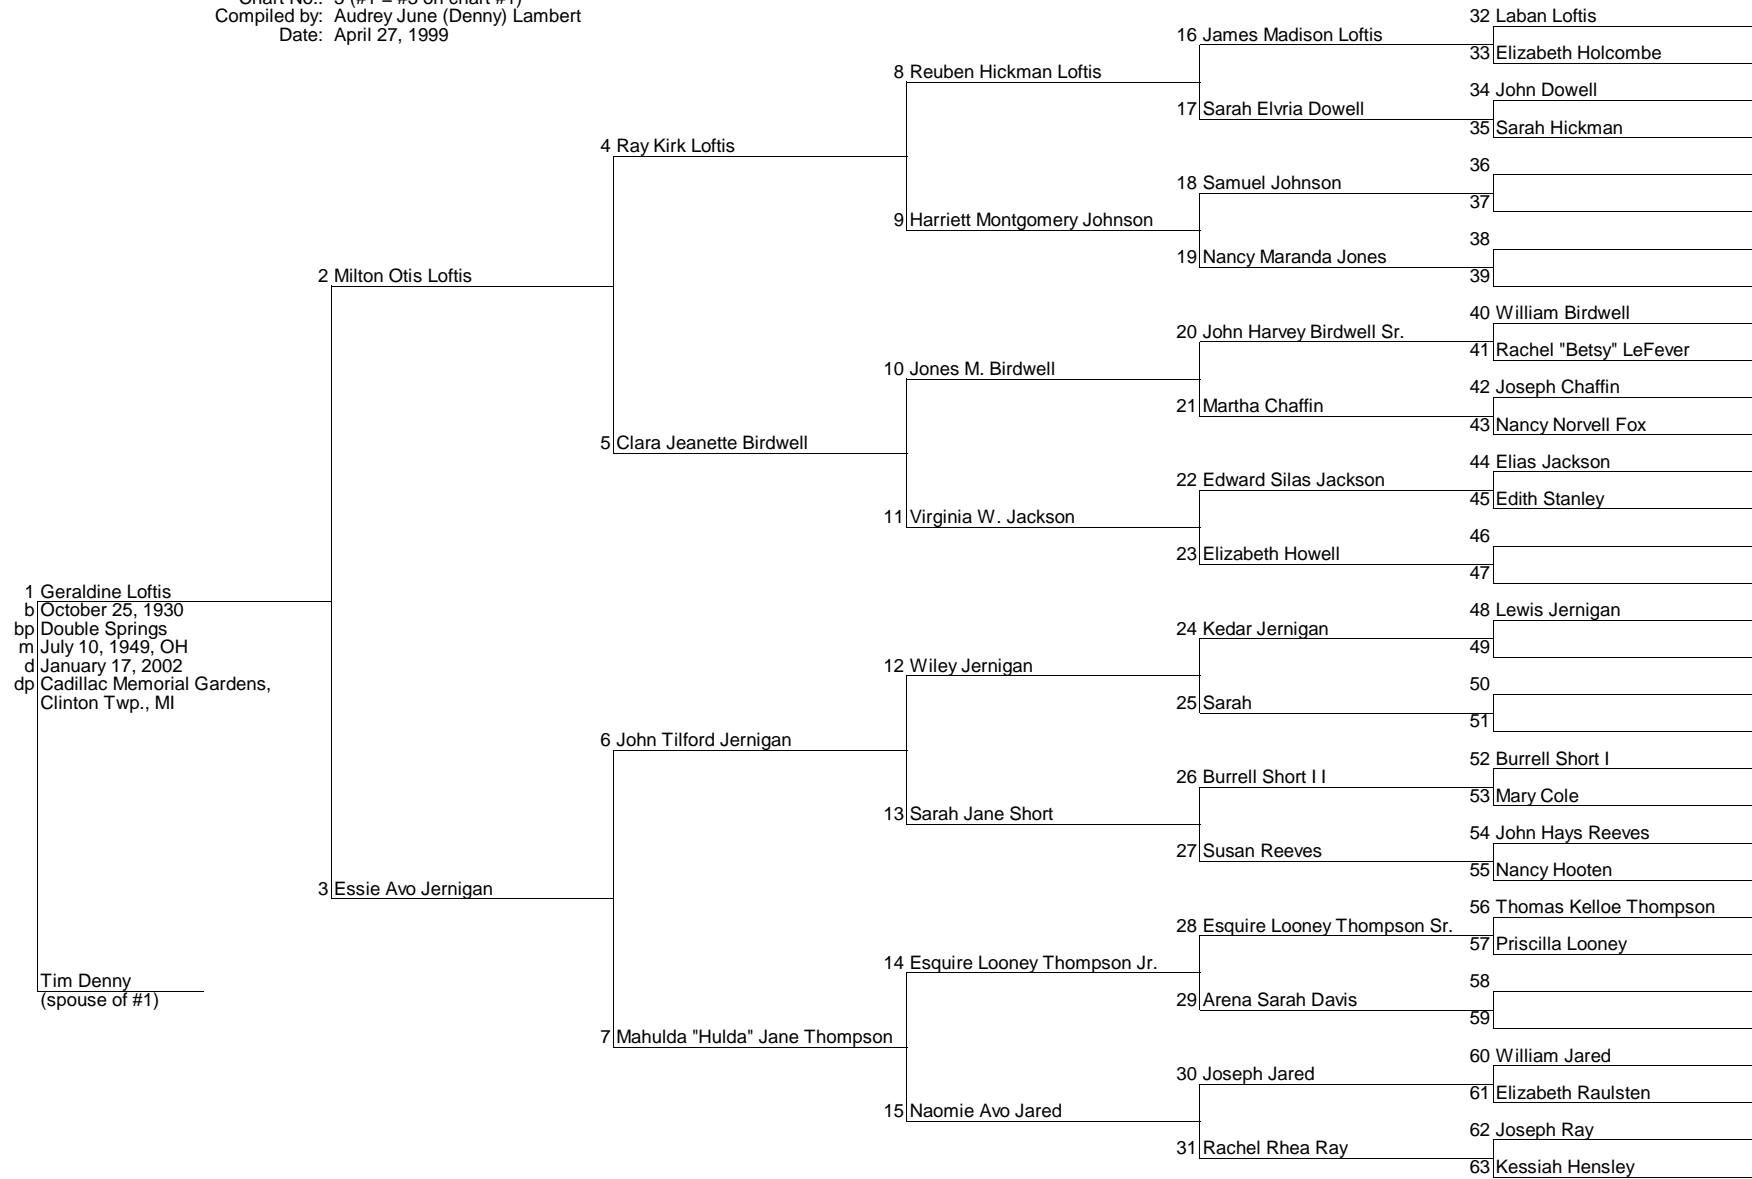 Chart No.: 3 (#1 = #3 on chart #1)
Compiled by: Audrey June (Denny) Lambert
Date: April 27, 1999
1 Geraldine Loftis
b October 25, 1930
bp Double Springs
m July 10, 1949, OH
d January 17, 2002
dp Cadillac Memorial Gardens,
Clinton Twp., MI
Tim Denny
(spouse of #1)
2 Milton Otis Loftis
3 Essie Avo Jernigan
4 Ray Kirk Loftis
5 Clara Jeanette Birdwell
6 John Tilford Jernigan
7 Mahulda "Hulda" Jane Thompson
8 Reuben Hickman Loftis
9 Harriett Montgomery Johnson
10 Jones M. Birdwell
11 Virginia W. Jackson
12 Wiley Jernigan
13 Sarah Jane Short
14 Esquire Looney Thompson Jr.
15 Naomie Avo Jared
16 James Madison Loftis
17 Sarah Elvria Dowell
18 Samuel Johnson
19 Nancy Maranda Jones
20 John Harvey Birdwell Sr.
21 Martha Chaffin
22 Edward Silas Jackson
23 Elizabeth Howell
24 Kedar Jernigan
25 Sarah
26 Burrell Short I I
27 Susan Reeves
28 Esquire Looney Thompson Sr.
29 Arena Sarah Davis
30 Joseph Jared
31 Rachel Rhea Ray
32 Laban Loftis
33 Elizabeth Holcombe
34 John Dowell
35 Sarah Hickman
36
37
38
39
40 William Birdwell
41 Rachel "Betsy" LeFever
42 Joseph Chaffin
43 Nancy Norvell Fox
44 Elias Jackson
45 Edith Stanley
46
47
48 Lewis Jernigan
49
50
51
52 Burrell Short I
53 Mary Cole
54 John Hays Reeves
55 Nancy Hooten
56 Thomas Kelloe Thompson
57 Priscilla Looney
58
59
60 William Jared
61 Elizabeth Raulsten
62 Joseph Ray
63 Kessiah Hensley